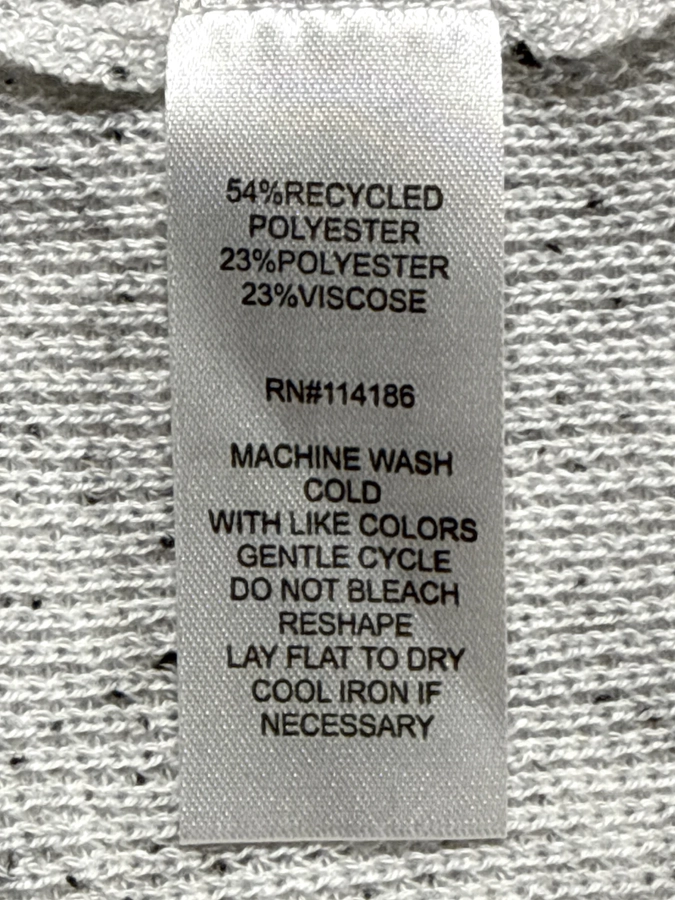 54%RECYCLED
POLYESTER
23%POLYESTER
23%VISCOSE
RN#114186
MACHINE WASH
COLD
WITH LIKE COLORS
GENTLE CYCLE
DO NOT BLEACH
RESHAPE
LAY FLAT TO DRY
COOL IRON IF
NECESSARY